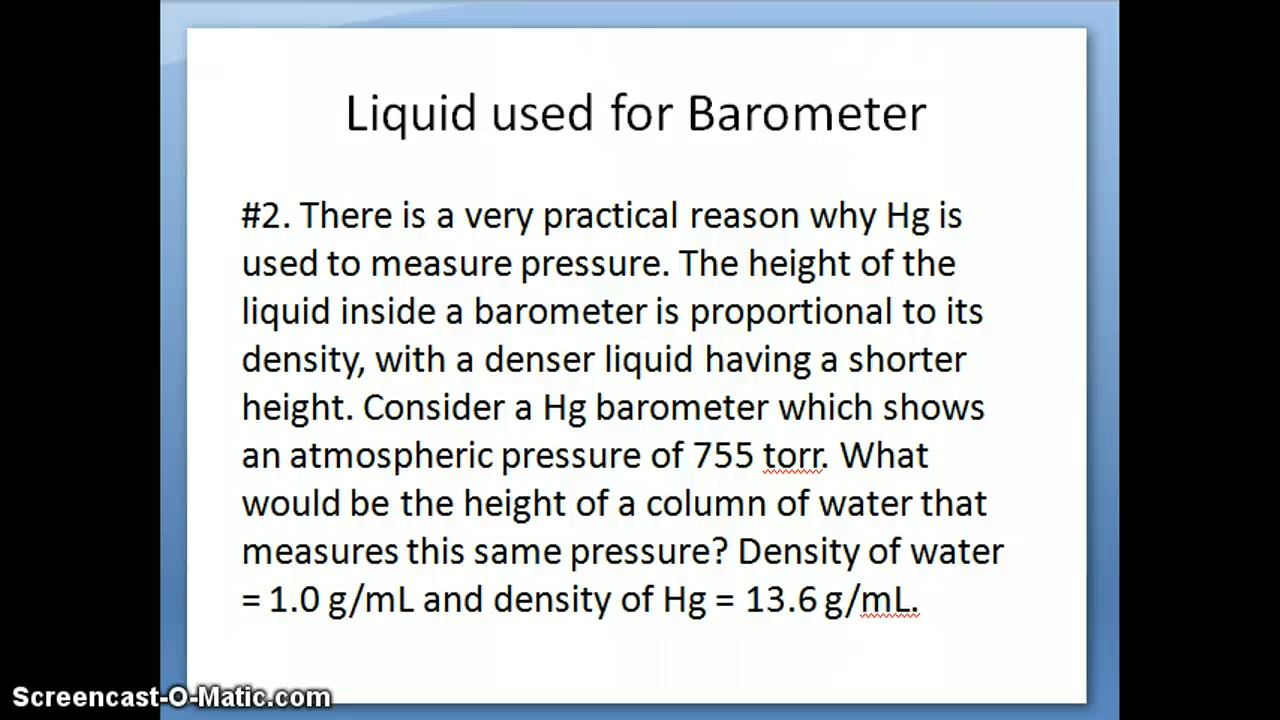 Liquid used for Barometer
#2. There is a very practical reason why Hg is
used to measure pressure. The height of the
liquid inside a barometer is proportional to its
density, with a denser liquid having a shorter
height. Consider a Hg barometer which shows
an atmospheric pressure of 755 torr. What
would be the height of a column of water that
measures this same pressure? Density of water
= 1.0 g/mL and density of Hg = 13.6 g/mL.
Screencast-O-Matic.com